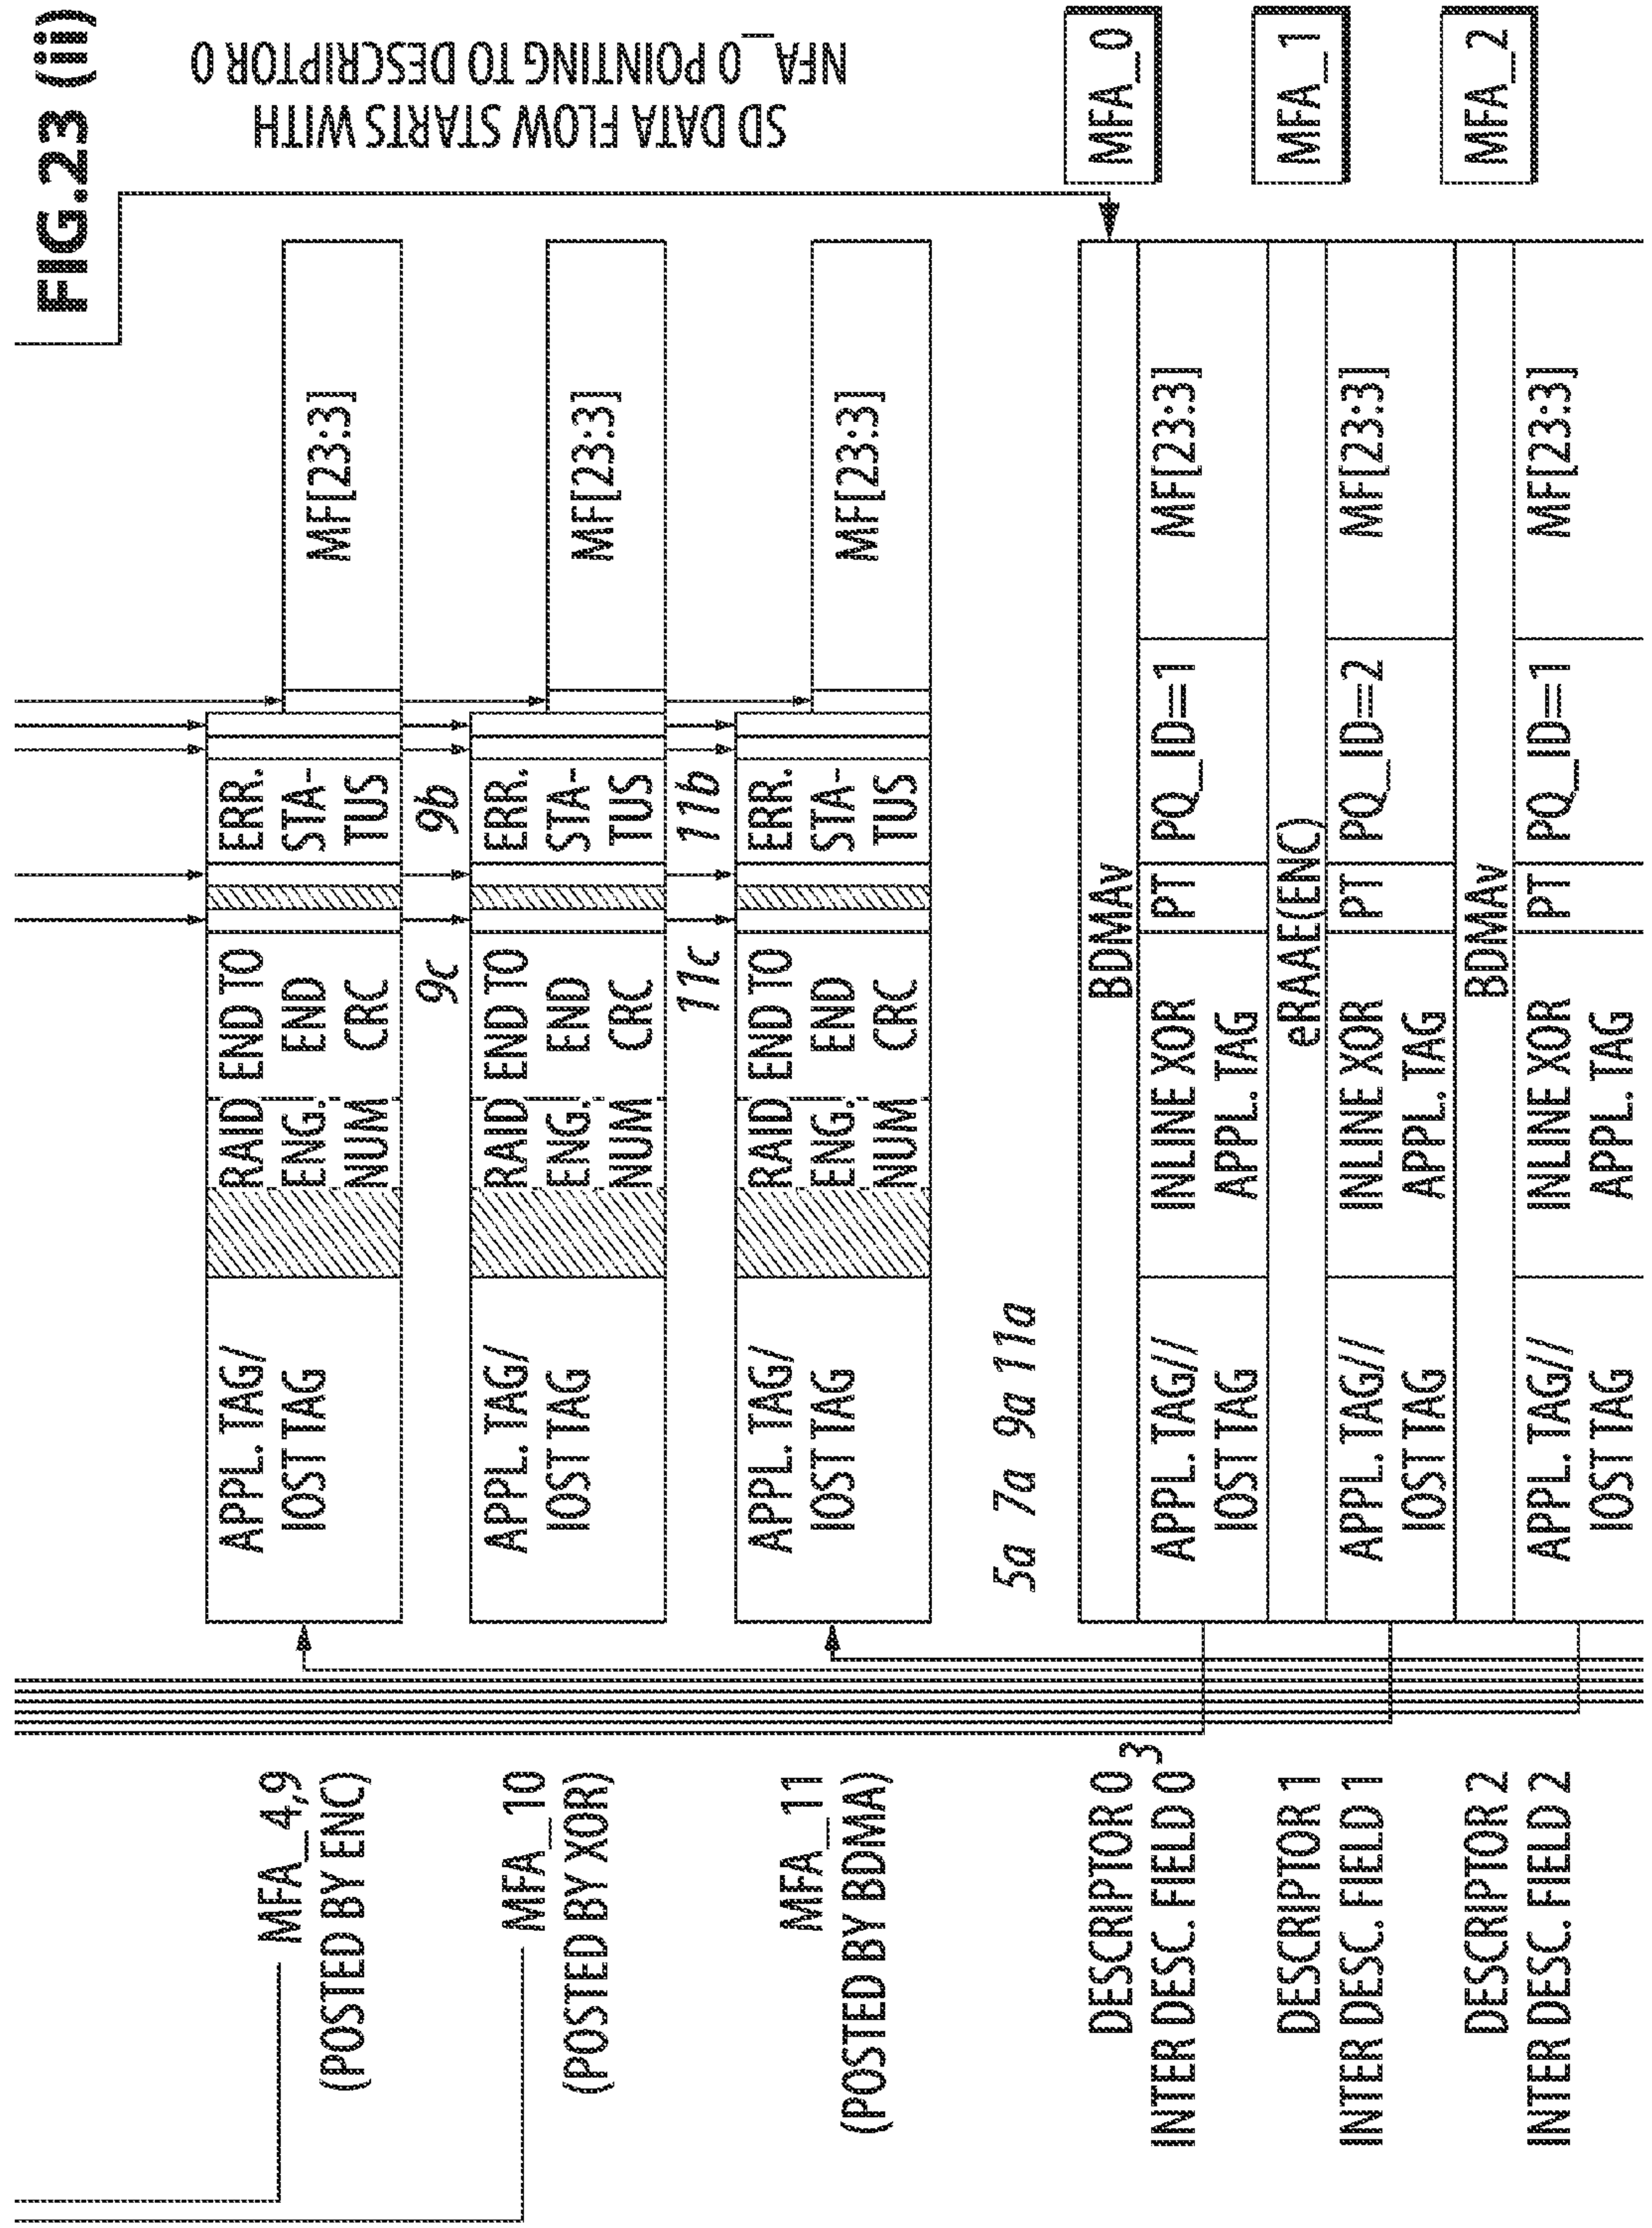 FIG.23 (ii)
SD DATA FLOW STARTS WITH
NFA_0 POINTING TO DESCRIPTOR 0
MFA_4,9
(POSTED BY ENC)
APPL. TAG/
IOST TAG
RAID
ENG.
NUM
END TO
END
CRC
ERR.
STA-
TUS
MF[23:3]
9c
9b
MFA_10
(POSTED BY XOR)
APPL. TAG/
IOST TAG
RAID
ENG.
NUM
END TO
END
CRC
ERR.
STA-
TUS
MF[23:3]
11c
11b
MFA_11
(POSTED BY BDMA)
APPL. TAG/
IOST TAG
RAID
ENG.
NUM
END TO
END
CRC
ERR.
STA-
TUS
MF[23:3]
5a 7a 9a 11a
DESCRIPTOR 0
BDMAv
MFA_0
INTER DESC. FIELD 0
3
APPL. TAG//
IOST TAG
INLINE XOR
APPL. TAG
PT
PQ_ID=1
MF[23:3]
DESCRIPTOR 1
eRAAE(ENC)
MFA_1
INTER DESC. FIELD 1
APPL. TAG//
IOST TAG
INLINE XOR
APPL. TAG
PT
PQ_ID=2
MF[23:3]
DESCRIPTOR 2
BDMAv
MFA_2
INTER DESC. FIELD 2
APPL. TAG//
IOST TAG
INLINE XOR
APPL. TAG
PT
PQ_ID=1
MF[23:3]